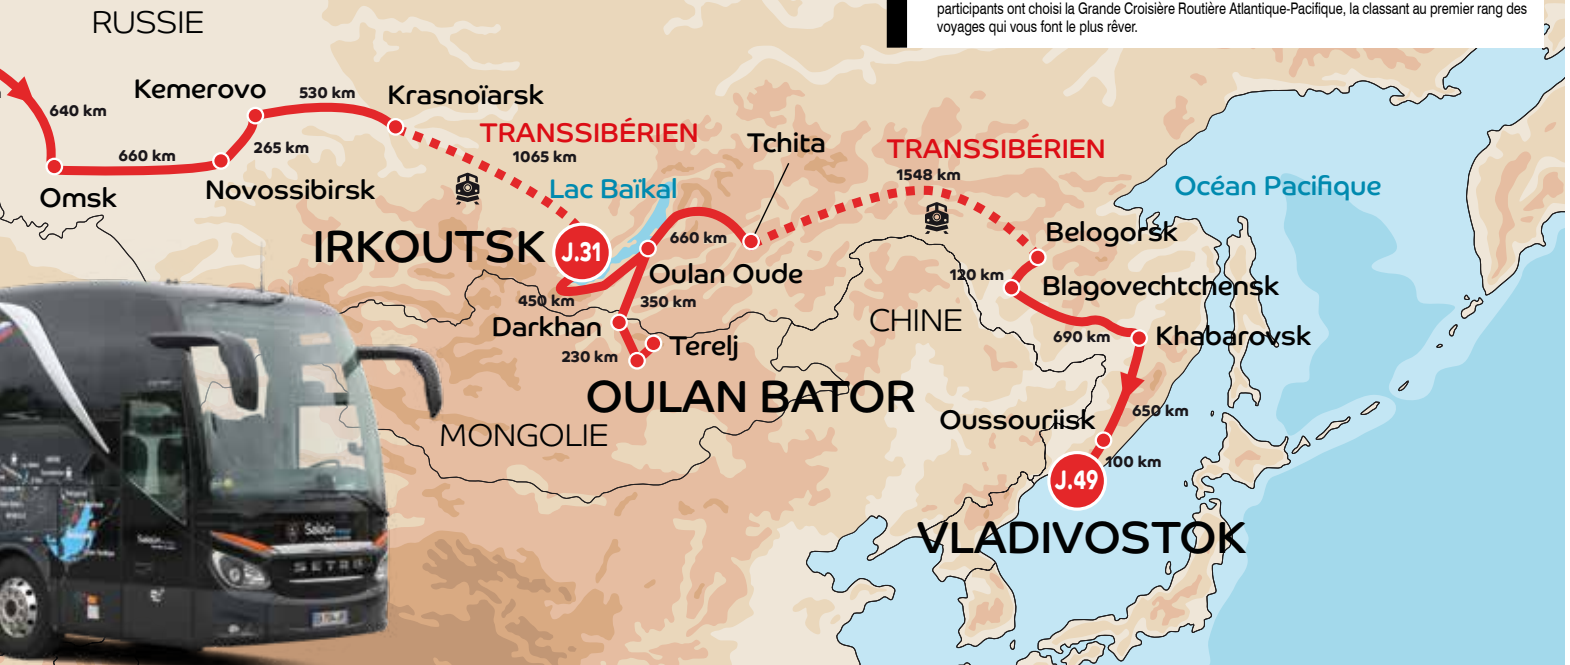 participants ont choisi la Grande Croisière Routière Atlantique-Pacifique, la classant au premier rang des
voyages qui vous font le plus rêver.
RUSSIE
Kemerovo
530 km
Krasnoïarsk
640 km
TRANSSIBÉRIEN
1065 km
Tchita
TRANSSIBÉRIEN
1548 km
660 km
265 km
Omsk
Novossibirsk
Lac Baïkal
Océan Pacifique
IRKOUTSK
J.31
660 km
Belogorsk
Oulan Oude
120 km
Blagovechtchensk
450 km
350 km
Darkhan
CHINE
690 km
Khabarovsk
230 km
Terelj
OULAN BATOR
MONGOLIE
Oussouriisk
650 km
100 km
J.49
VLADIVOSTOK
Salaün
SETRA